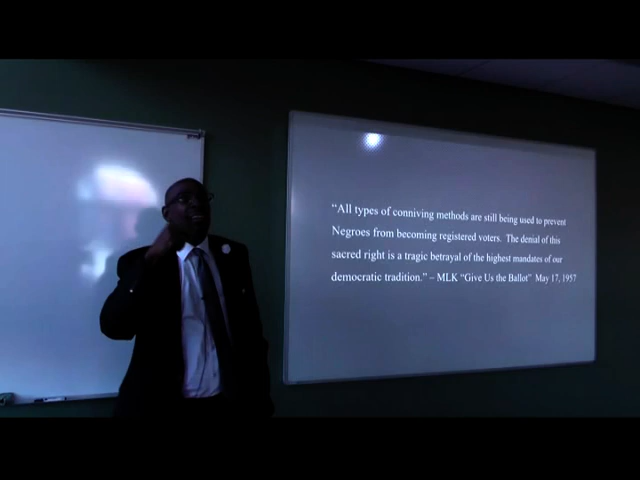 “All types of conniving methods are still being used to prevent
Negroes from becoming registered voters.  The denial of this
sacred right is a tragic betrayal of the highest mandates of our
democratic tradition.” – MLK “Give Us the Ballot”  May 17, 1957